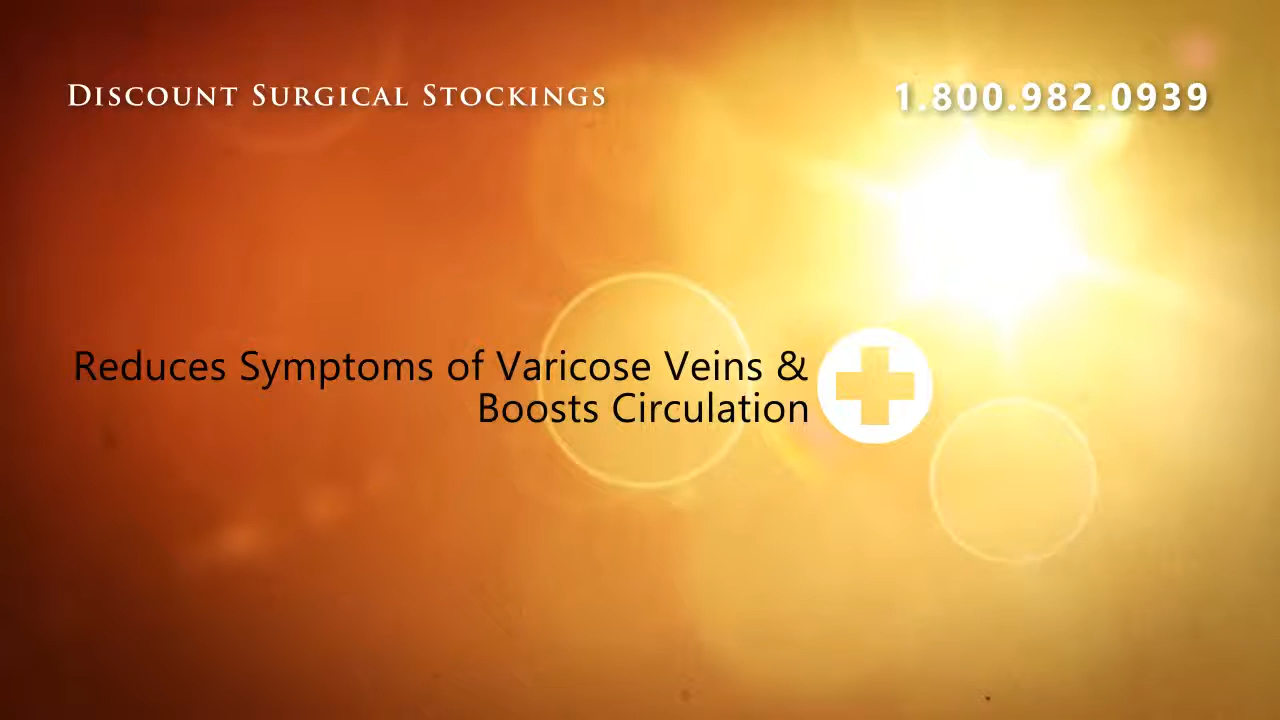 Discount Surgical Stockings
1.800.982.0939
Reduces Symptoms of Varicose Veins &
Boosts Circulation